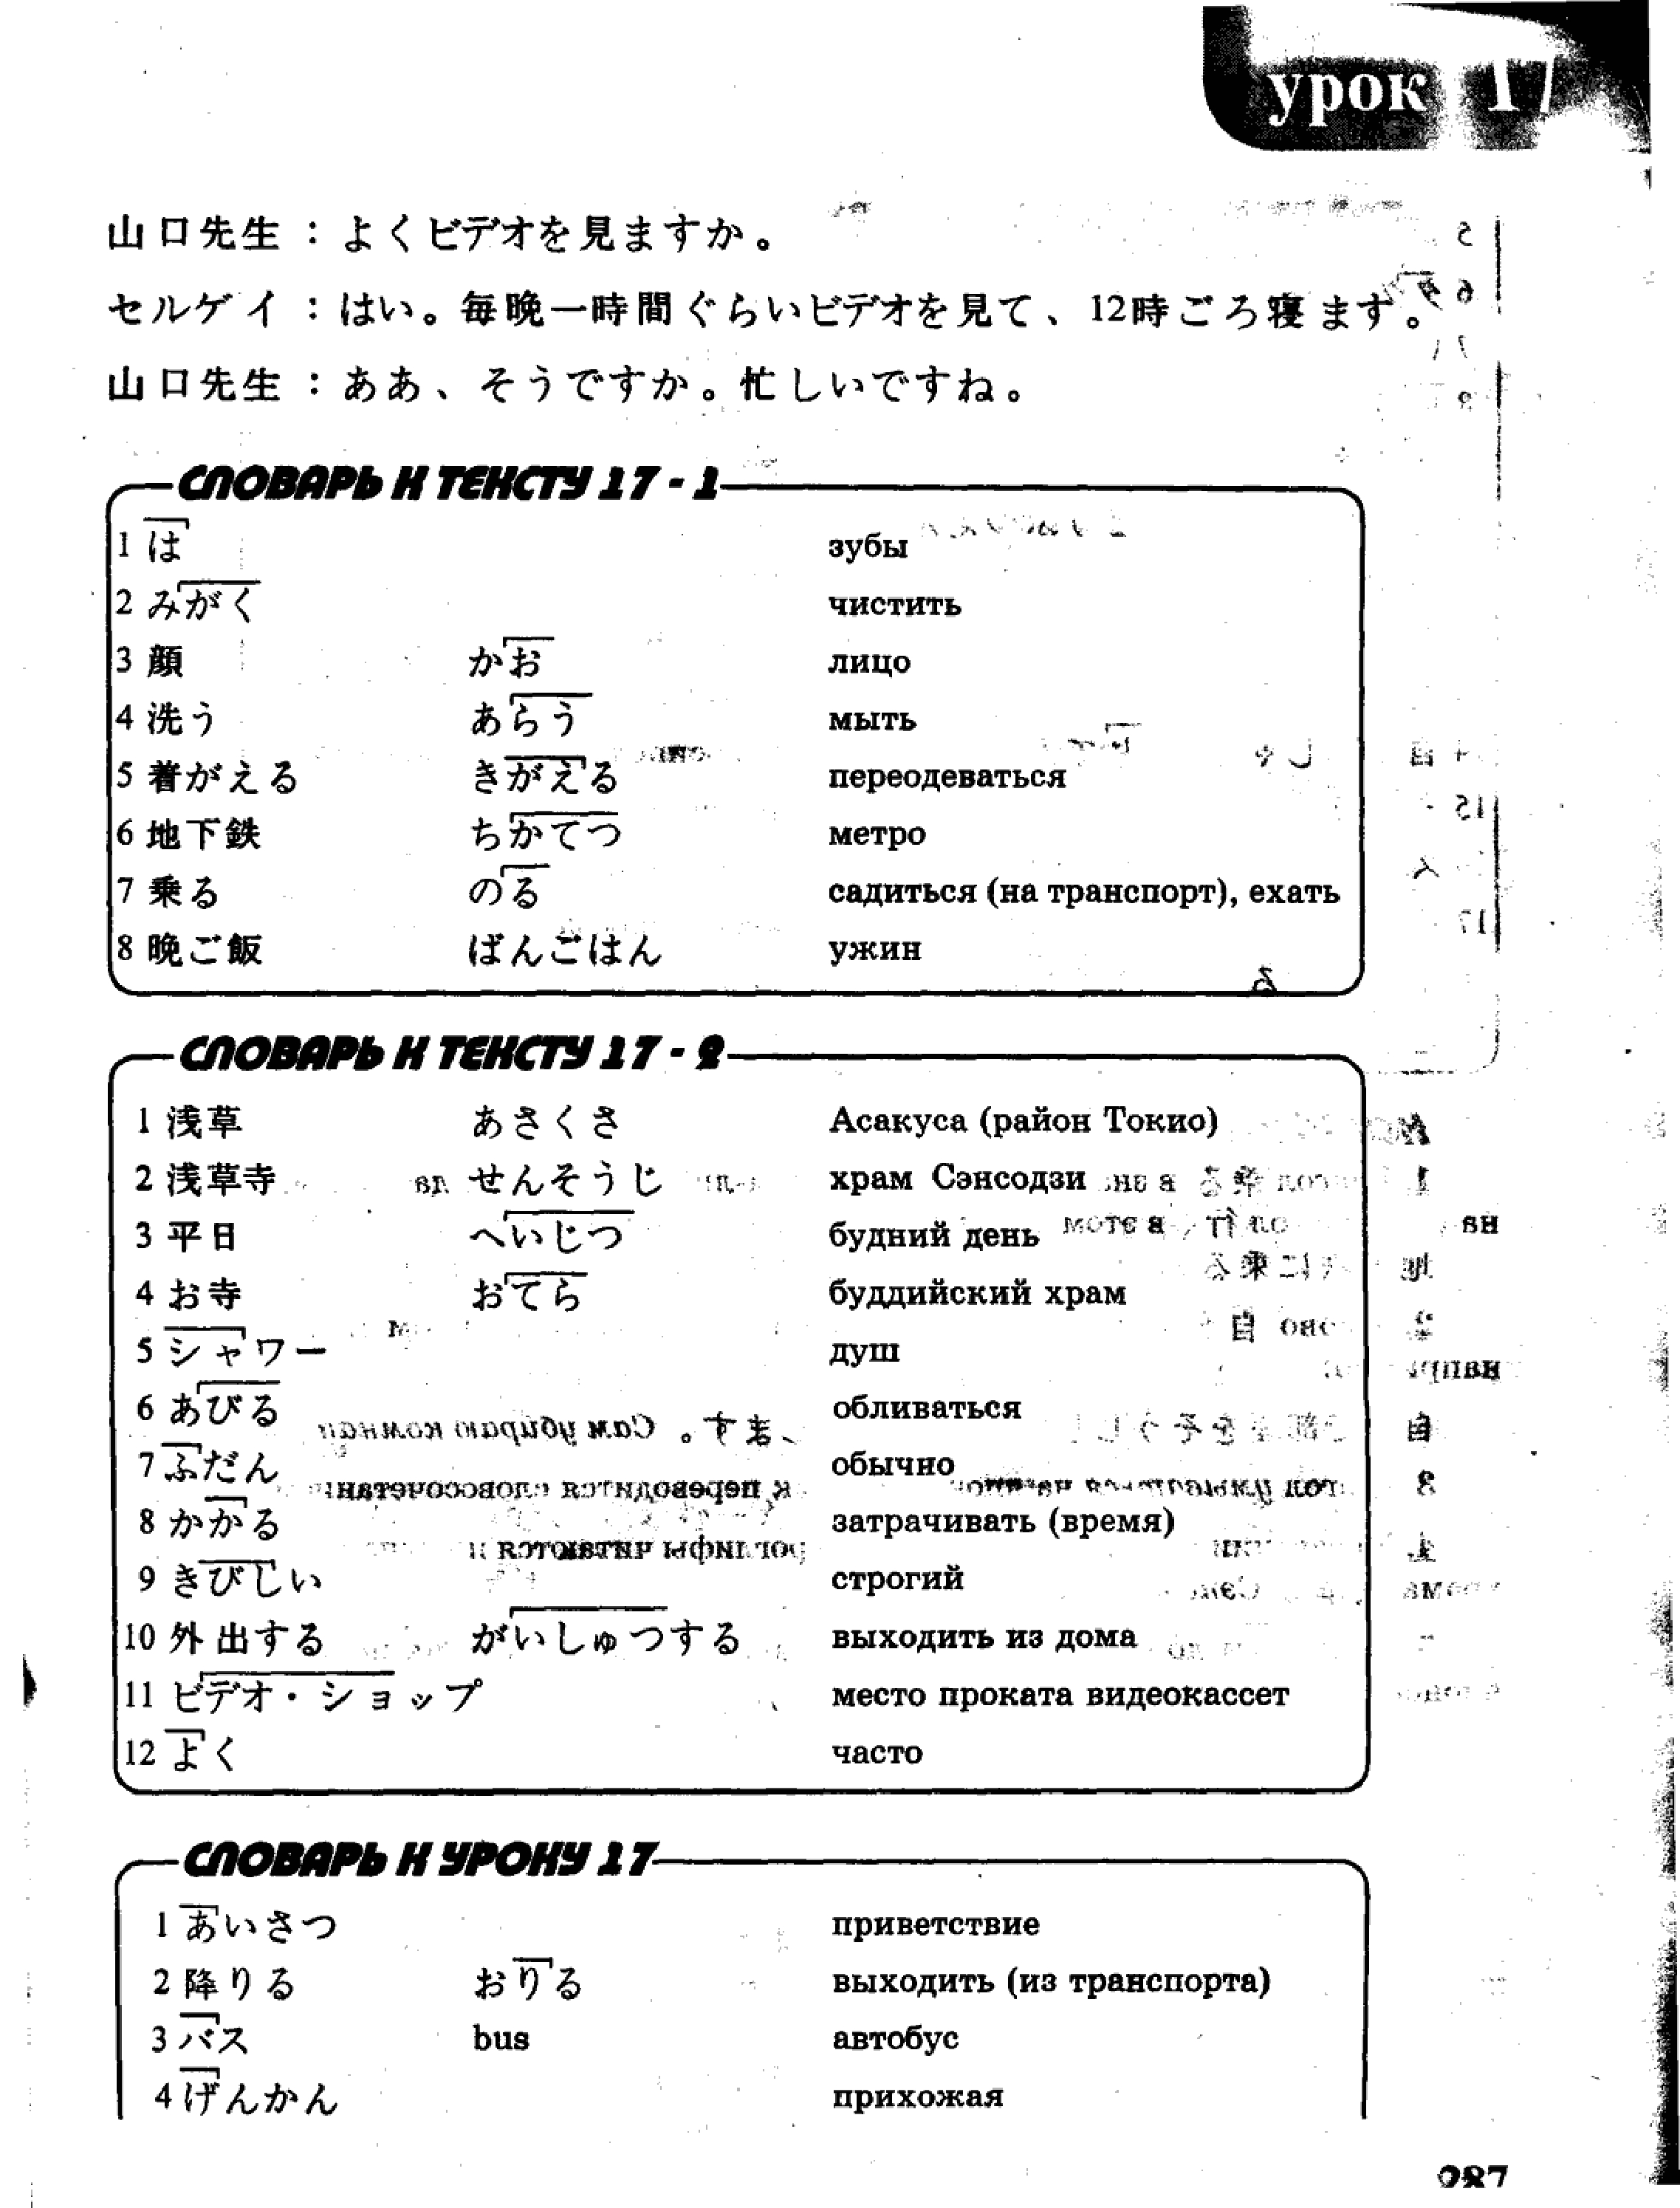 урок 17
山口先生：よくビデオを見ますか。
セルゲイ：はい。毎晩一時間ぐらいビデオを見て、12時ごろ寝ます。
山口先生：ああ、そうですか。忙しいですね。
СЛОВАРЬ К ТЕКСТУ 17 - 1
1 は зубы
2 みがく чистить
3 顔 かお лицо
4 洗う あらう мыть
5 着がえる きがえる переодеваться
6 地下鉄 ちかてつ метро
7 乗る のる садиться (на транспорт), ехать
8 晩ご飯 ばんごはん ужин
СЛОВАРЬ К ТЕКСТУ 17 - 2
1 浅草 あさくさ Асакуса (район Токио)
2 浅草寺 せんそうじ храм Сэнсодзи
3 平日 へいじつ будний день
4 お寺 おてら буддийский храм
5 シャワー душ
6 あびる обливаться
7 ふだん обычно
8 かかる затрачивать (время)
9 きびしい строгий
10 外出する がいしゅつする выходить из дома
11 ビデオ・ショップ место проката видеокассет
12 よく часто
СЛОВАРЬ К УРОКУ 17
1 あいさつ приветствие
2 降りる おりる выходить (из транспорта)
3 バス bus автобус
4 げんかん прихожая
287